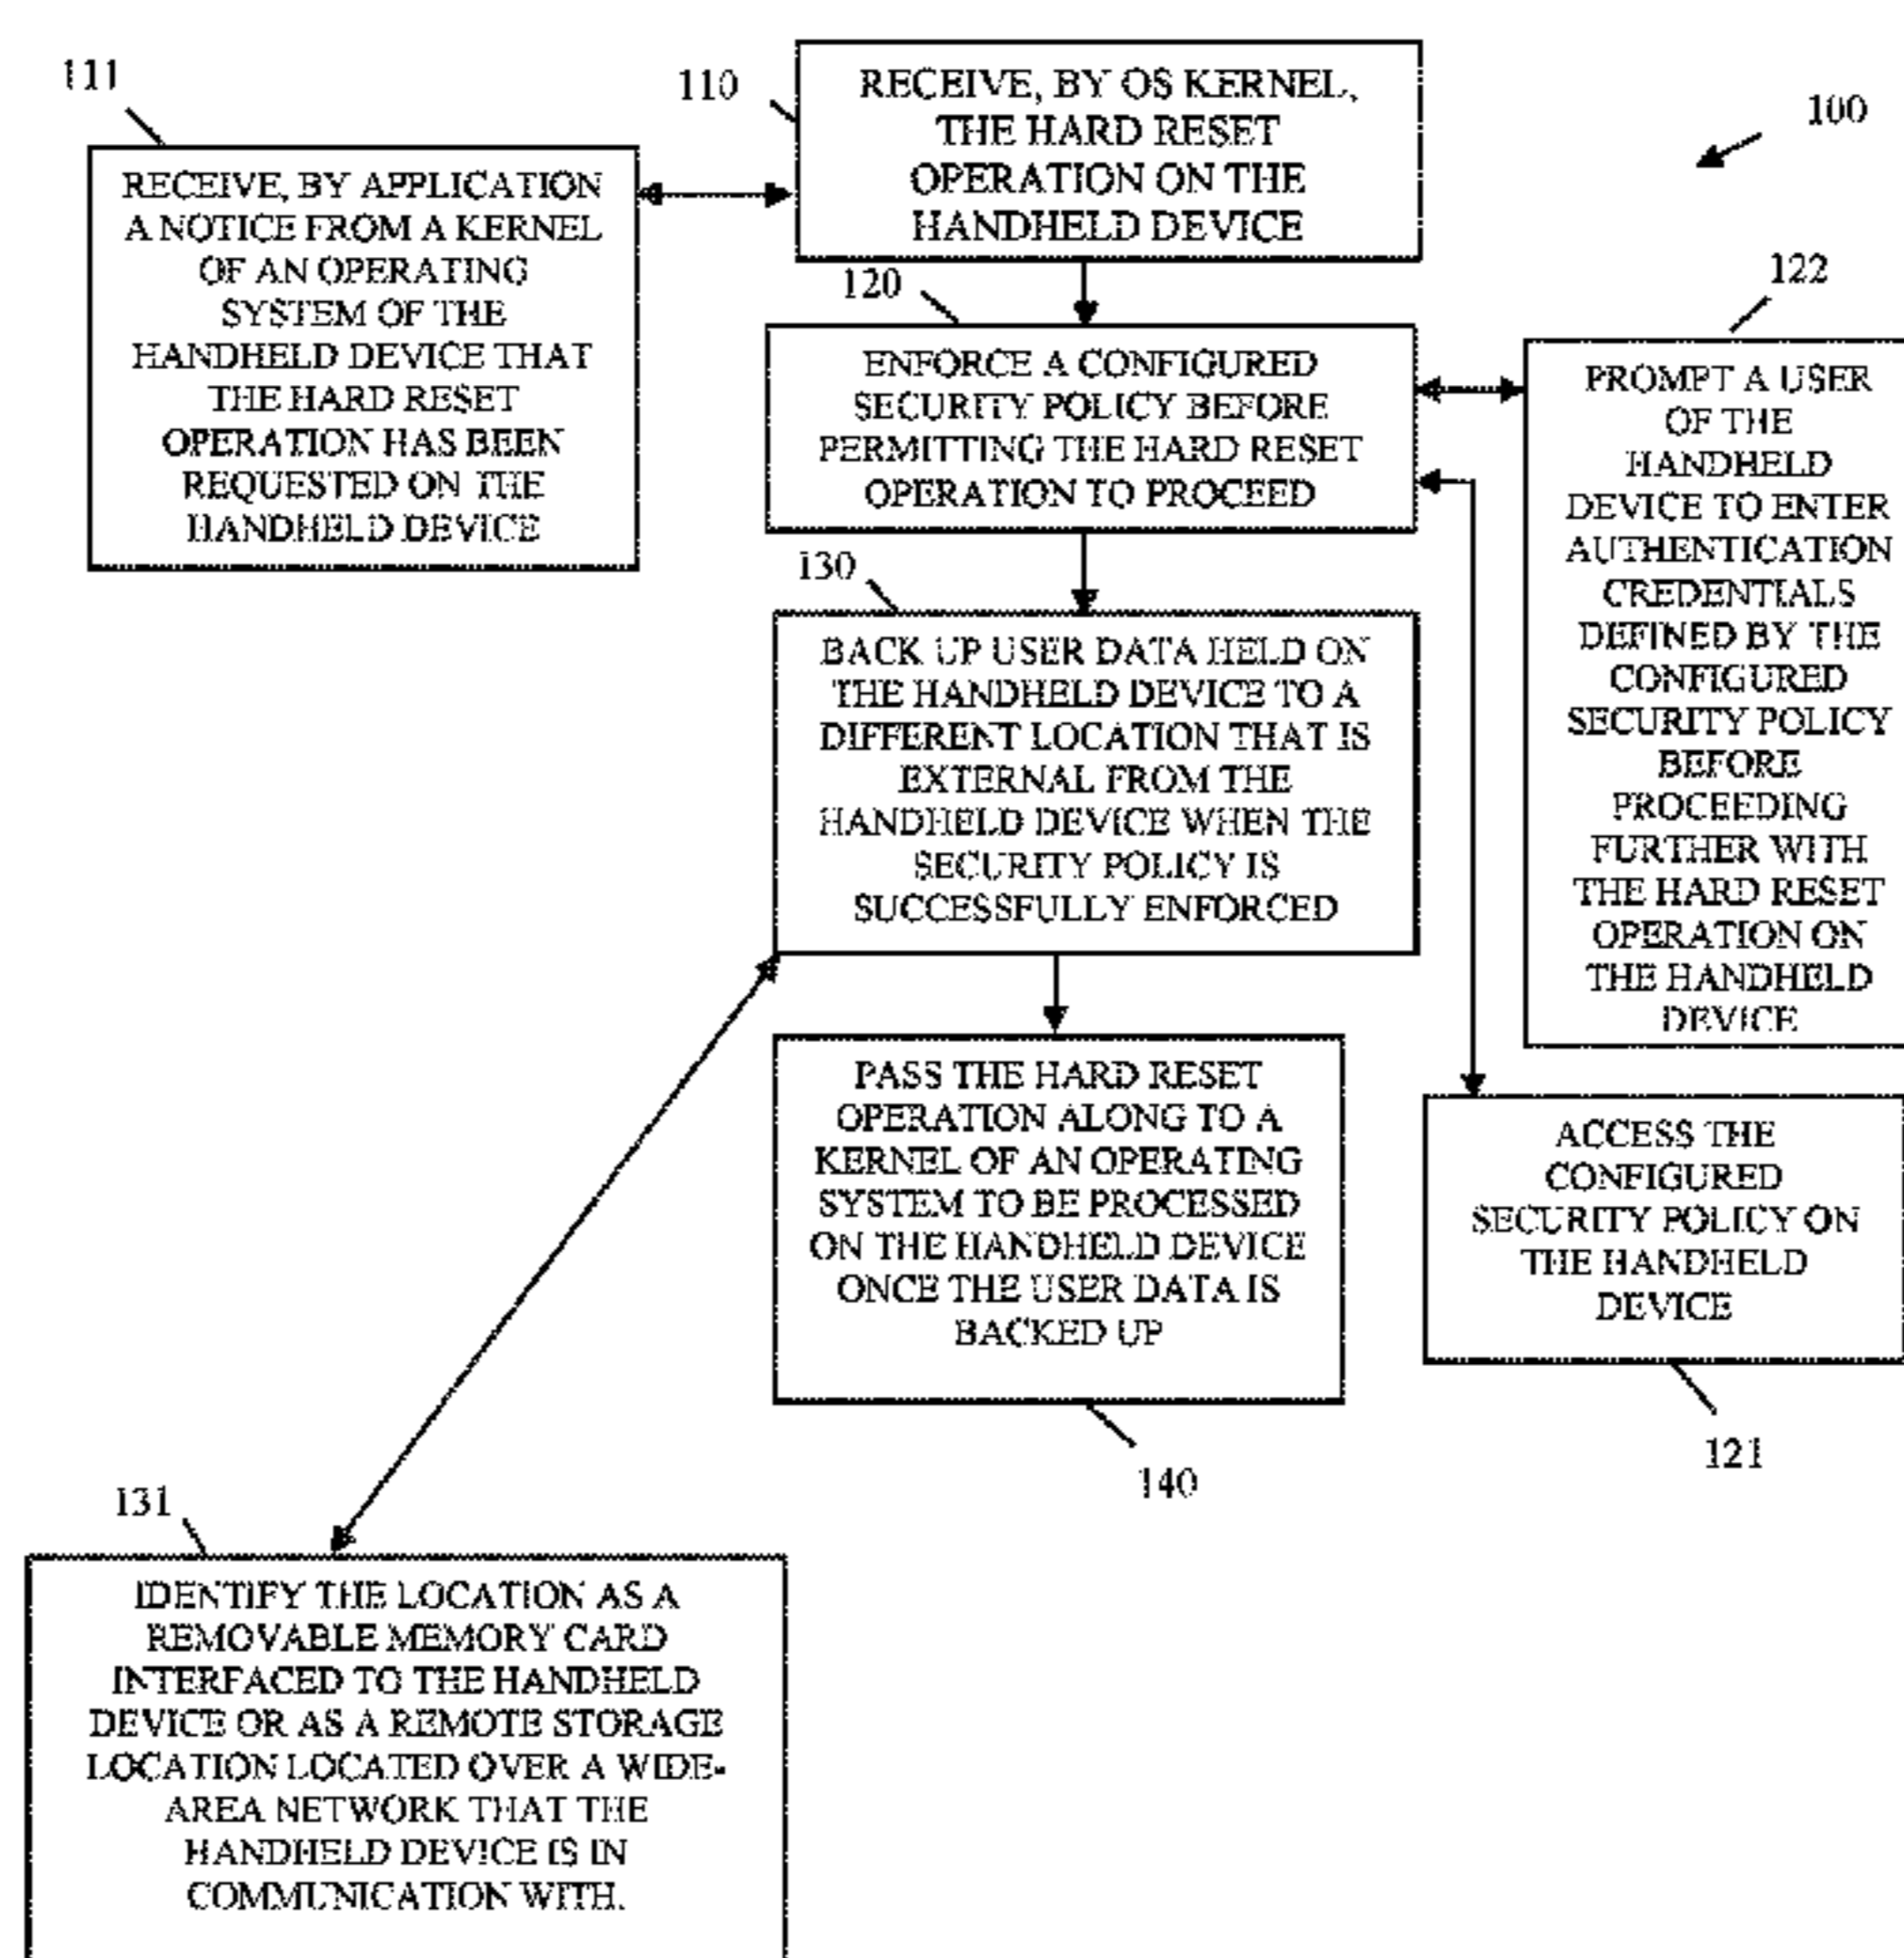 111
110
100
RECEIVE, BY OS KERNEL,
THE HARD RESET
OPERATION ON THE
HANDHELD DEVICE
RECEIVE, BY APPLICATION
A NOTICE FROM A KERNEL
OF AN OPERATING
SYSTEM OF THE
HANDHELD DEVICE THAT
THE HARD RESET
OPERATION HAS BEEN
REQUESTED ON THE
HANDHELD DEVICE
120
122
ENFORCE A CONFIGURED
SECURITY POLICY BEFORE
PERMITTING THE HARD RESET
OPERATION TO PROCEED
PROMPT A USER
OF THE
HANDHELD
DEVICE TO ENTER
AUTHENTICATION
CREDENTIALS
DEFINED BY THE
CONFIGURED
SECURITY POLICY
BEFORE
PROCEEDING
FURTHER WITH
THE HARD RESET
OPERATION ON
THE HANDHELD
DEVICE
130
BACK UP USER DATA HELD ON
THE HANDHELD DEVICE TO A
DIFFERENT LOCATION THAT IS
EXTERNAL FROM THE
HANDHELD DEVICE WHEN THE
SECURITY POLICY IS
SUCCESSFULLY ENFORCED
PASS THE HARD RESET
OPERATION ALONG TO A
KERNEL OF AN OPERATING
SYSTEM TO BE PROCESSED
ON THE HANDHELD DEVICE
ONCE THE USER DATA IS
BACKED UP
140
ACCESS THE
CONFIGURED
SECURITY POLICY ON
THE HANDHELD
DEVICE
121
131
IDENTIFY THE LOCATION AS A
REMOVABLE MEMORY CARD
INTERFACED TO THE HANDHELD
DEVICE OR AS A REMOTE STORAGE
LOCATION LOCATED OVER A WIDE-
AREA NETWORK THAT THE
HANDHELD DEVICE IS IN
COMMUNICATION WITH.